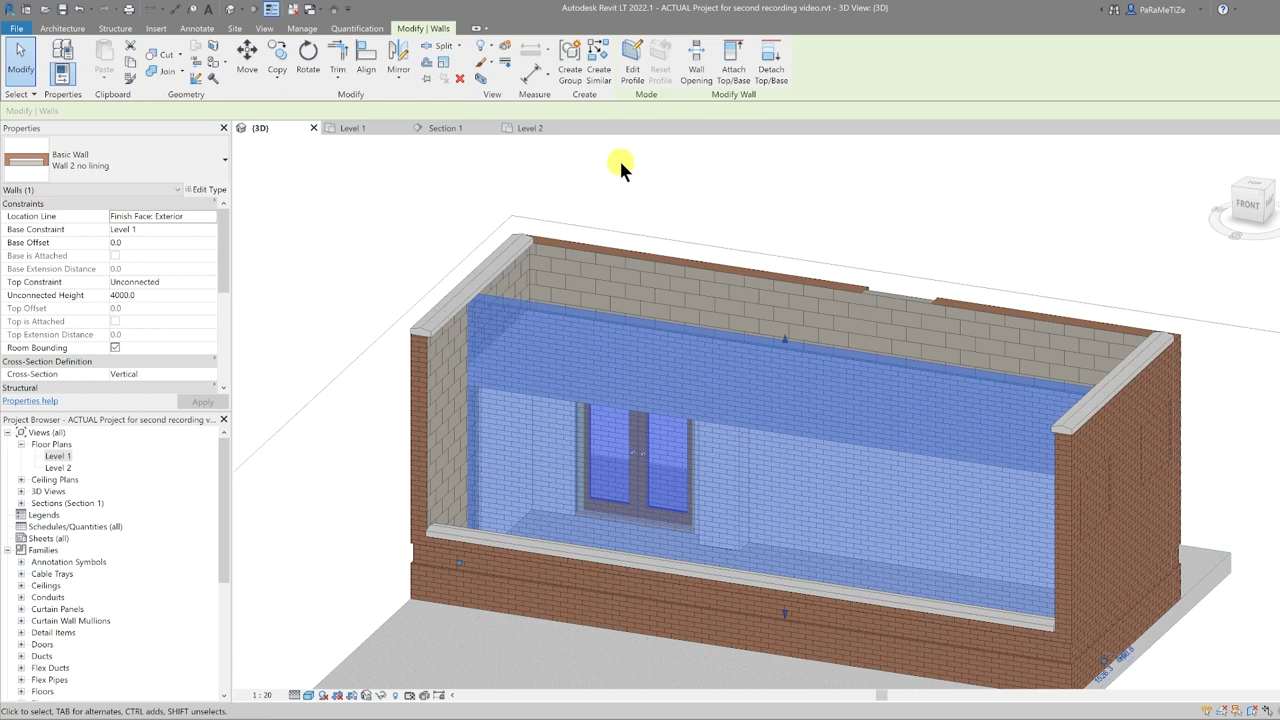 Autodesk Revit LT 2022.1 - ACTUAL Project for second recording video.rvt - 3D View: {3D}
PaRaMeTiZe
File Architecture Structure Insert Annotate Site View Manage Quantification Modify | Walls
Modify Paste Cut Join Move Copy Rotate Trim Align Mirror Split Create Group Create Similar Edit Profile Reset Profile Wall Opening Attach Top/Base Detach Top/Base
Select Properties Clipboard Geometry Modify View Measure Create Mode Modify Wall
Modify | Walls
Properties
{3D} Level 1 Section 1 Level 2
Basic Wall
Wall 2 no lining
Walls (1) Edit Type
Constraints
Location Line Finish Face: Exterior
Base Constraint Level 1
Base Offset 0.0
Base is Attached
Base Extension Distance 0.0
Top Constraint Unconnected
Unconnected Height 4000.0
Top Offset 0.0
Top is Attached
Top Extension Distance 0.0
Room Bounding
Cross-Section Definition
Cross-Section Vertical
Structural
Properties help Apply
Project Browser - ACTUAL Project for second recording v...
Views (all)
Floor Plans
Level 1
Level 2
Ceiling Plans
3D Views
Sections (Section 1)
Legends
Schedules/Quantities (all)
Sheets (all)
Families
Annotation Symbols
Cable Trays
Ceilings
Conduits
Curtain Panels
Curtain Wall Mullions
Detail Items
Doors
Ducts
Flex Ducts
Flex Pipes
Floors
FRONT
1 : 20
Click to select, TAB for alternates, CTRL adds, SHIFT unselects.